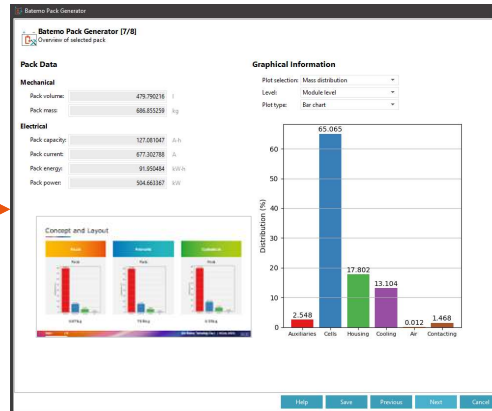 Batemo Pack Generator
Batemo Pack Generator [7/8]
Overview of selected pack
Pack Data
Mechanical
Pack volume: 479.790216 l
Pack mass: 686.855259 kg
Electrical
Pack capacity: 127.081047 A·h
Pack current: 677.302788 A
Pack energy: 91.950484 kW·h
Pack power: 504.663367 kW
Concept and Layout
Graphical Information
Plot selection: Mass distribution
Level: Module level
Plot type: Bar chart
Distribution (%)
60
50
40
30
20
10
0
2.548
65.065
17.802
13.104
0.012
1.468
Auxiliaries Cells Housing Cooling Air Contacting
Help Save Previous Next Cancel